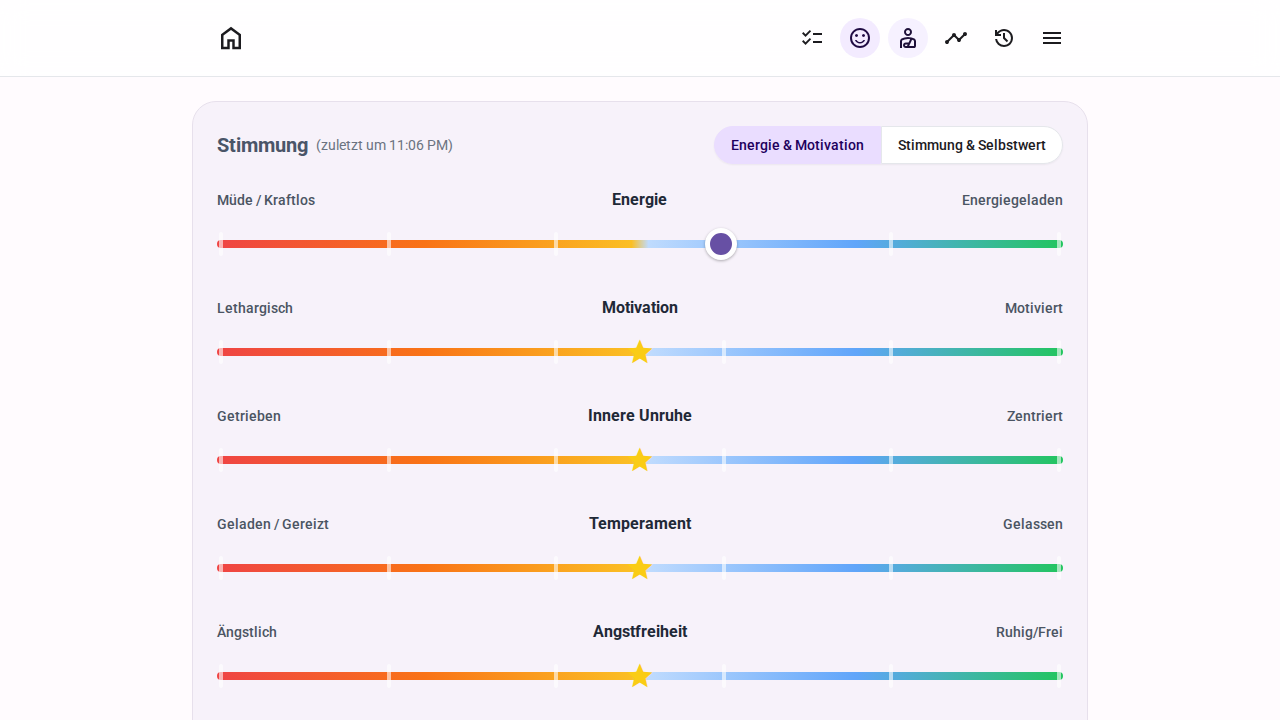 Stimmung (zuletzt um 11:06 PM) Energie & Motivation Stimmung & Selbstwert
Müde / Kraftlos Energie Energiegeladen
Lethargisch Motivation Motiviert
Getrieben Innere Unruhe Zentriert
Geladen / Gereizt Temperament Gelassen
Ängstlich Angstfreiheit Ruhig/Frei